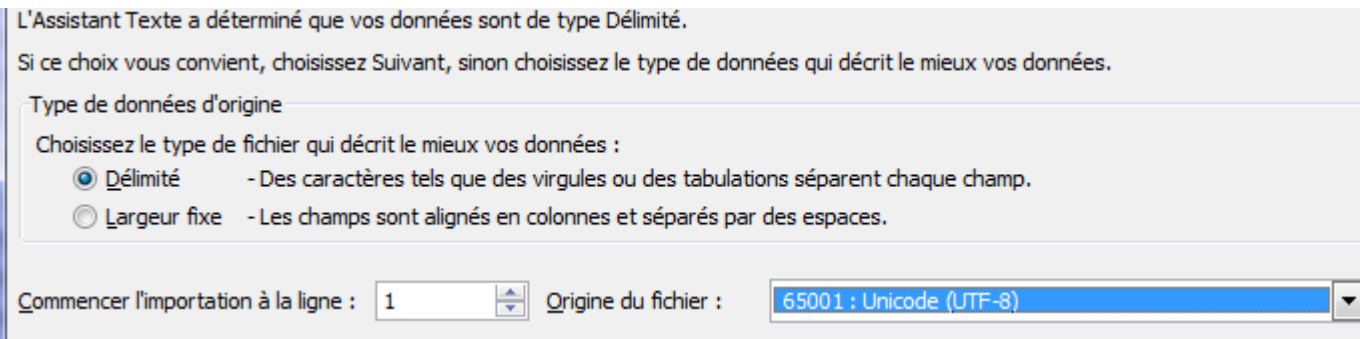 L'Assistant Texte a déterminé que vos données sont de type Délimité.
Si ce choix vous convient, choisissez Suivant, sinon choisissez le type de données qui décrit le mieux vos données.
Type de données d'origine
Choisissez le type de fichier qui décrit le mieux vos données :
Délimité - Des caractères tels que des virgules ou des tabulations séparent chaque champ.
Largeur fixe - Les champs sont alignés en colonnes et séparés par des espaces.
Commencer l'importation à la ligne : 1 Origine du fichier : 65001 : Unicode (UTF-8)